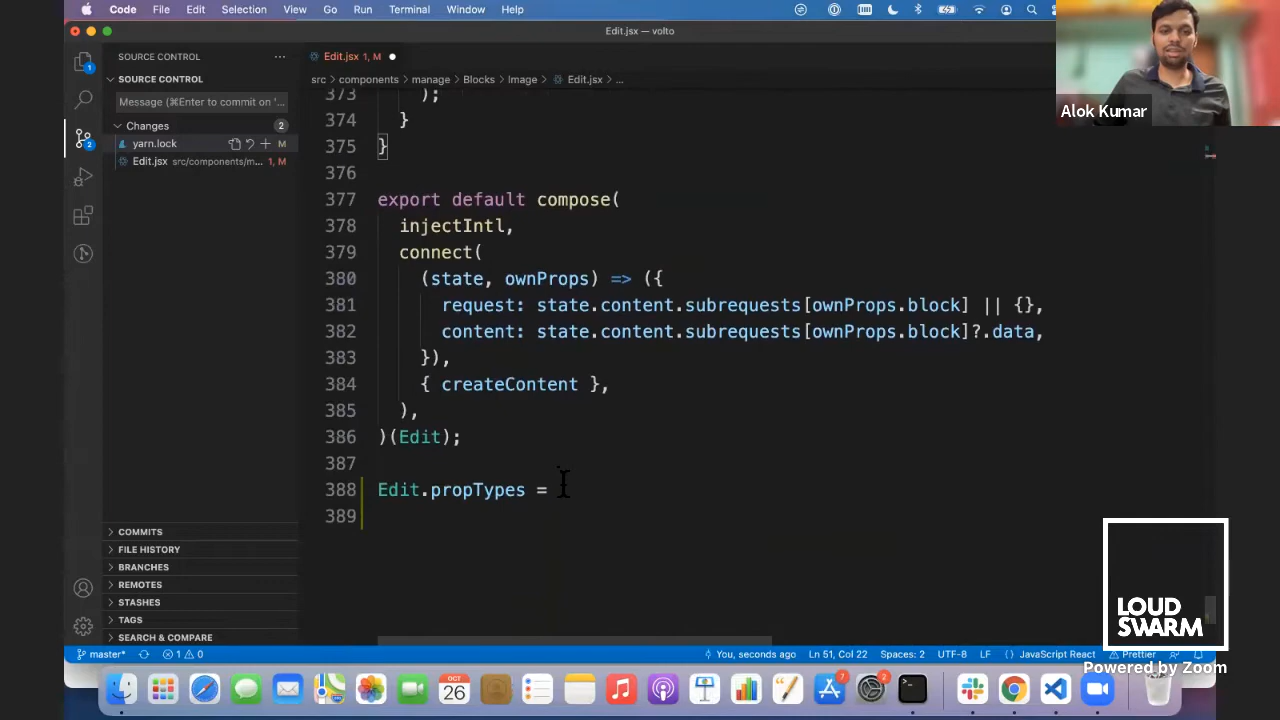 Code File Edit Selection View Go Run Terminal Window Help
Edit.jsx — volto
SOURCE CONTROL
SOURCE CONTROL
Message (⌘Enter to commit on '...
Changes 2
yarn.lock M
Edit.jsx src/components/m... 1, M
COMMITS
FILE HISTORY
BRANCHES
REMOTES
STASHES
TAGS
SEARCH & COMPARE
Edit.jsx 1, M
src > components > manage > Blocks > Image > Edit.jsx > ...
373 );
374 }
375 }
376
377 export default compose(
378 injectIntl,
379 connect(
380 (state, ownProps) => ({
381 request: state.content.subrequests[ownProps.block] || {},
382 content: state.content.subrequests[ownProps.block]?.data,
383 }),
384 { createContent },
385 ),
386 )(Edit);
387
388 Edit.propTypes =
389
Alok Kumar
LOUD
SWARM
Powered by Zoom
master* 1 0 You, seconds ago Ln 51, Col 22 Spaces: 2 UTF-8 LF {} JavaScript React Prettier
OCT
26